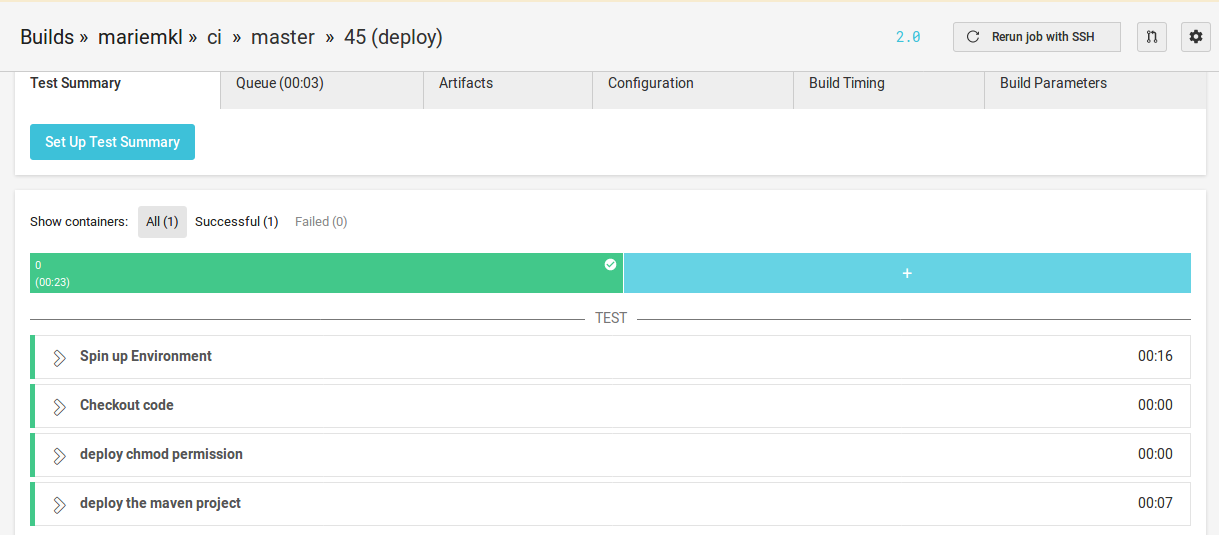 Builds » mariemkl » ci » master » 45 (deploy)
2.0
Rerun job with SSH
Test Summary
Queue (00:03)
Artifacts
Configuration
Build Timing
Build Parameters
Set Up Test Summary
Show containers: All (1) Successful (1) Failed (0)
0
(00:23)
+
TEST
Spin up Environment 00:16
Checkout code 00:00
deploy chmod permission 00:00
deploy the maven project 00:07